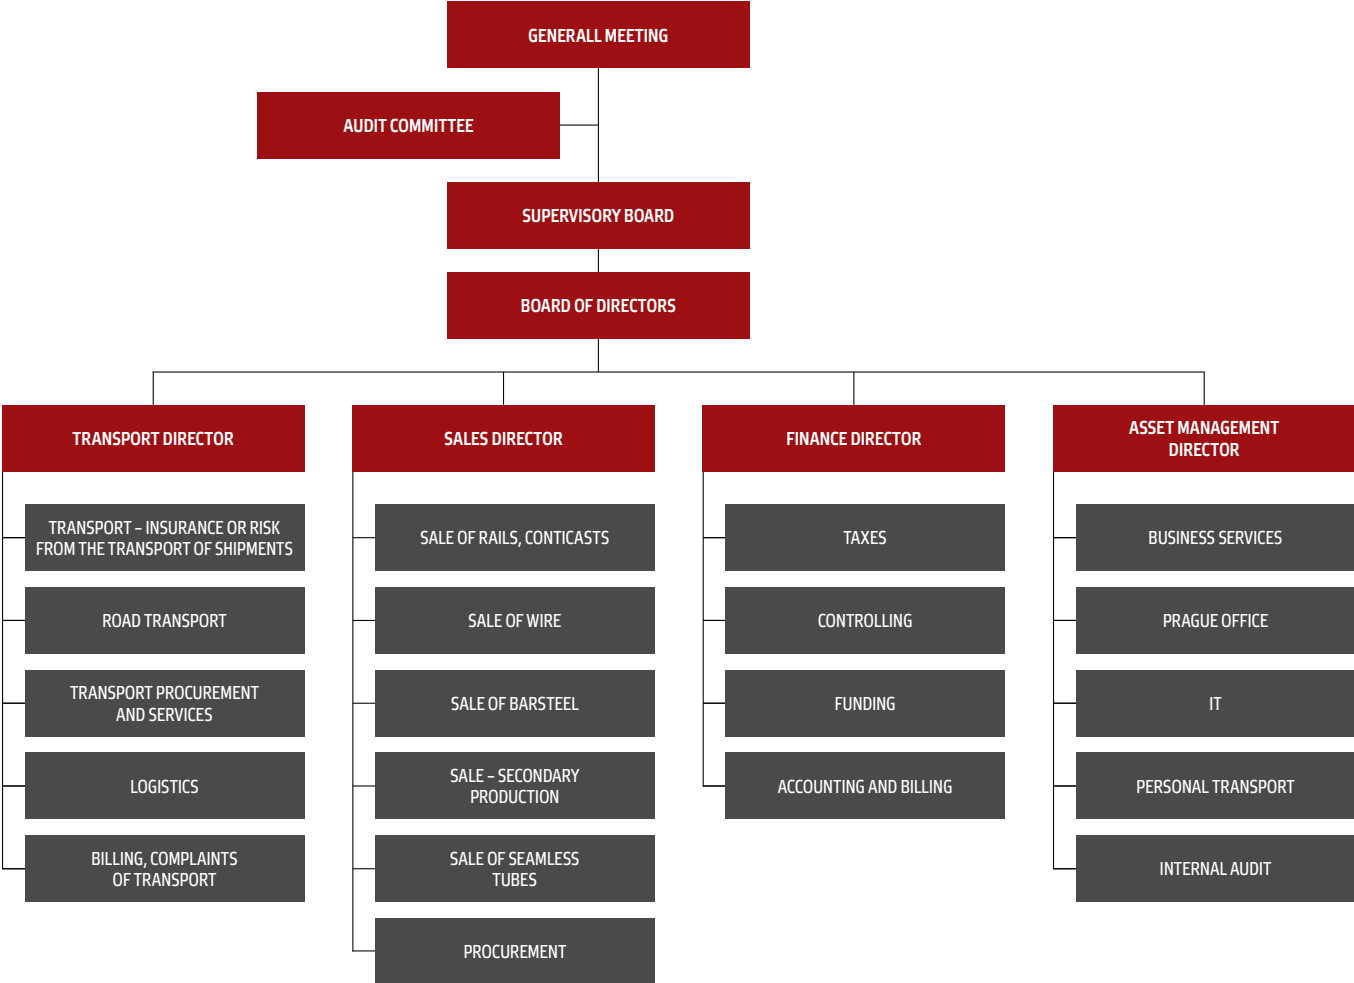 GENERALL MEETING
AUDIT COMMITTEE
SUPERVISORY BOARD
BOARD OF DIRECTORS
TRANSPORT DIRECTOR
TRANSPORT – INSURANCE OR RISK
FROM THE TRANSPORT OF SHIPMENTS
ROAD TRANSPORT
TRANSPORT PROCUREMENT
AND SERVICES
LOGISTICS
BILLING, COMPLAINTS
OF TRANSPORT
SALES DIRECTOR
SALE OF RAILS, CONTICASTS
SALE OF WIRE
SALE OF BARSTEEL
SALE – SECONDARY
PRODUCTION
SALE OF SEAMLESS
TUBES
PROCUREMENT
FINANCE DIRECTOR
TAXES
CONTROLLING
FUNDING
ACCOUNTING AND BILLING
ASSET MANAGEMENT
DIRECTOR
BUSINESS SERVICES
PRAGUE OFFICE
IT
PERSONAL TRANSPORT
INTERNAL AUDIT